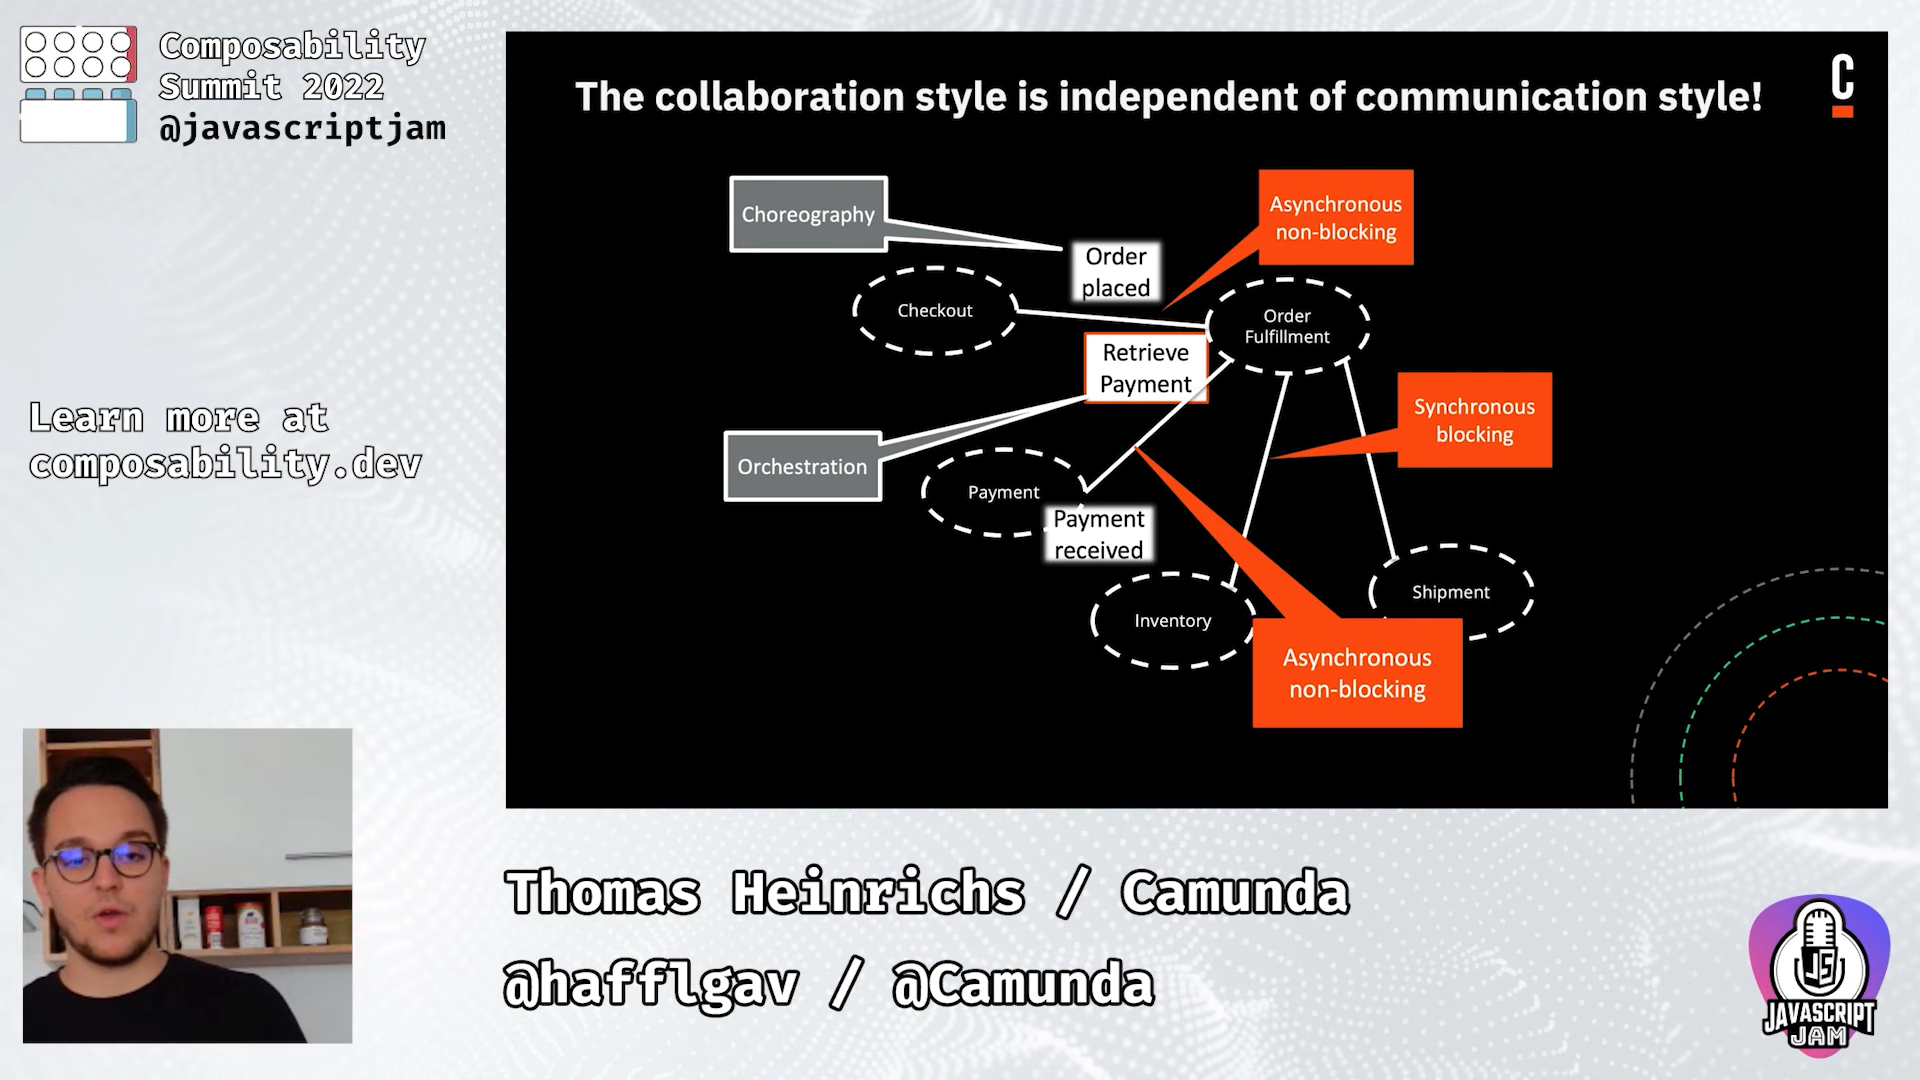 Composability
Summit 2022
@javascriptjam
Learn more at
composability.dev
The collaboration style is independent of communication style!
C
Choreography
Order
placed
Asynchronous
non-blocking
Checkout
Order
Fulfillment
Retrieve
Payment
Synchronous
blocking
Orchestration
Payment
Payment
received
Inventory
Shipment
Asynchronous
non-blocking
Thomas Heinrichs / Camunda
@hafflgav / @Camunda
JS
JAVASCRIPT
JAM